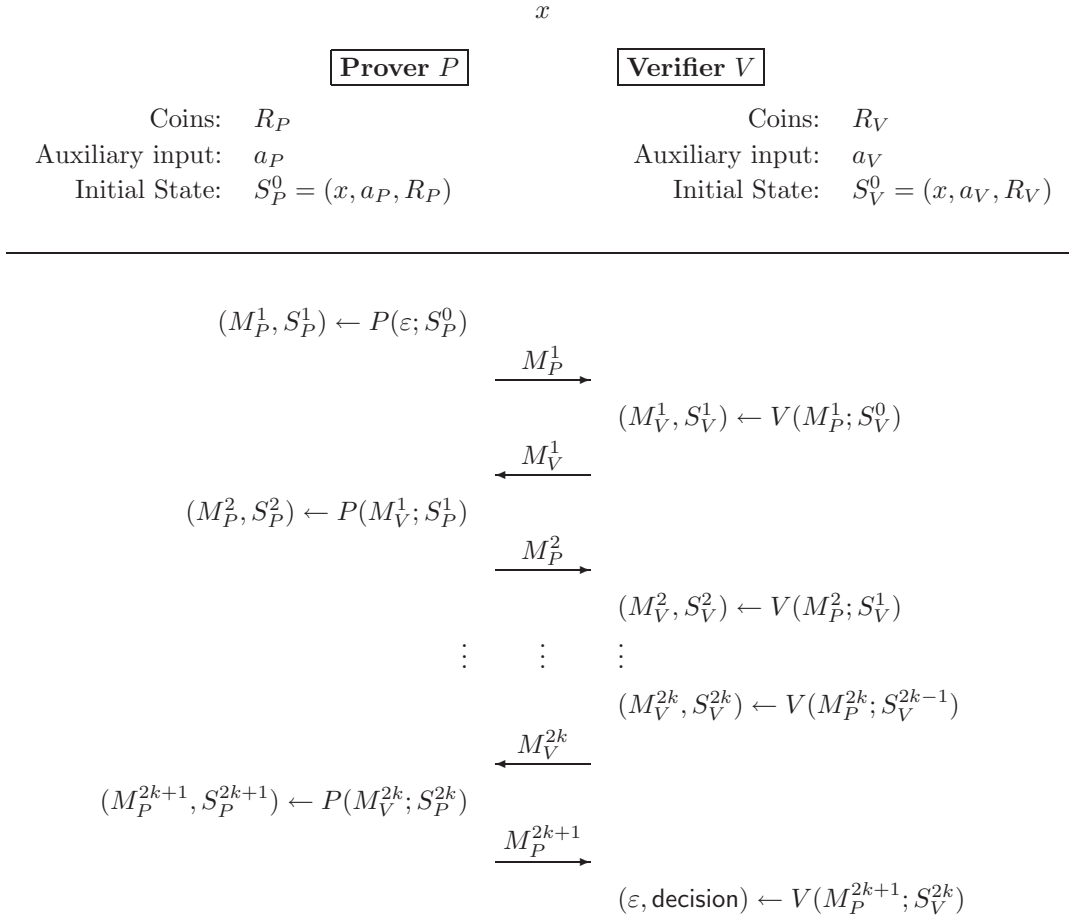 x
Prover P Verifier V
Coins: R_P Coins: R_V
Auxiliary input: a_P Auxiliary input: a_V
Initial State: S_P^0 = (x, a_P, R_P) Initial State: S_V^0 = (x, a_V, R_V)
(M_P^1, S_P^1) ← P(ε; S_P^0)
M_P^1
(M_V^1, S_V^1) ← V(M_P^1; S_V^0)
M_V^1
(M_P^2, S_P^2) ← P(M_V^1; S_P^1)
M_P^2
(M_V^2, S_V^2) ← V(M_P^2; S_V^1)
⋮ ⋮ ⋮
(M_V^{2k}, S_V^{2k}) ← V(M_P^{2k}; S_V^{2k−1})
M_V^{2k}
(M_P^{2k+1}, S_P^{2k+1}) ← P(M_V^{2k}; S_P^{2k})
M_P^{2k+1}
(ε, decision) ← V(M_P^{2k+1}; S_V^{2k})